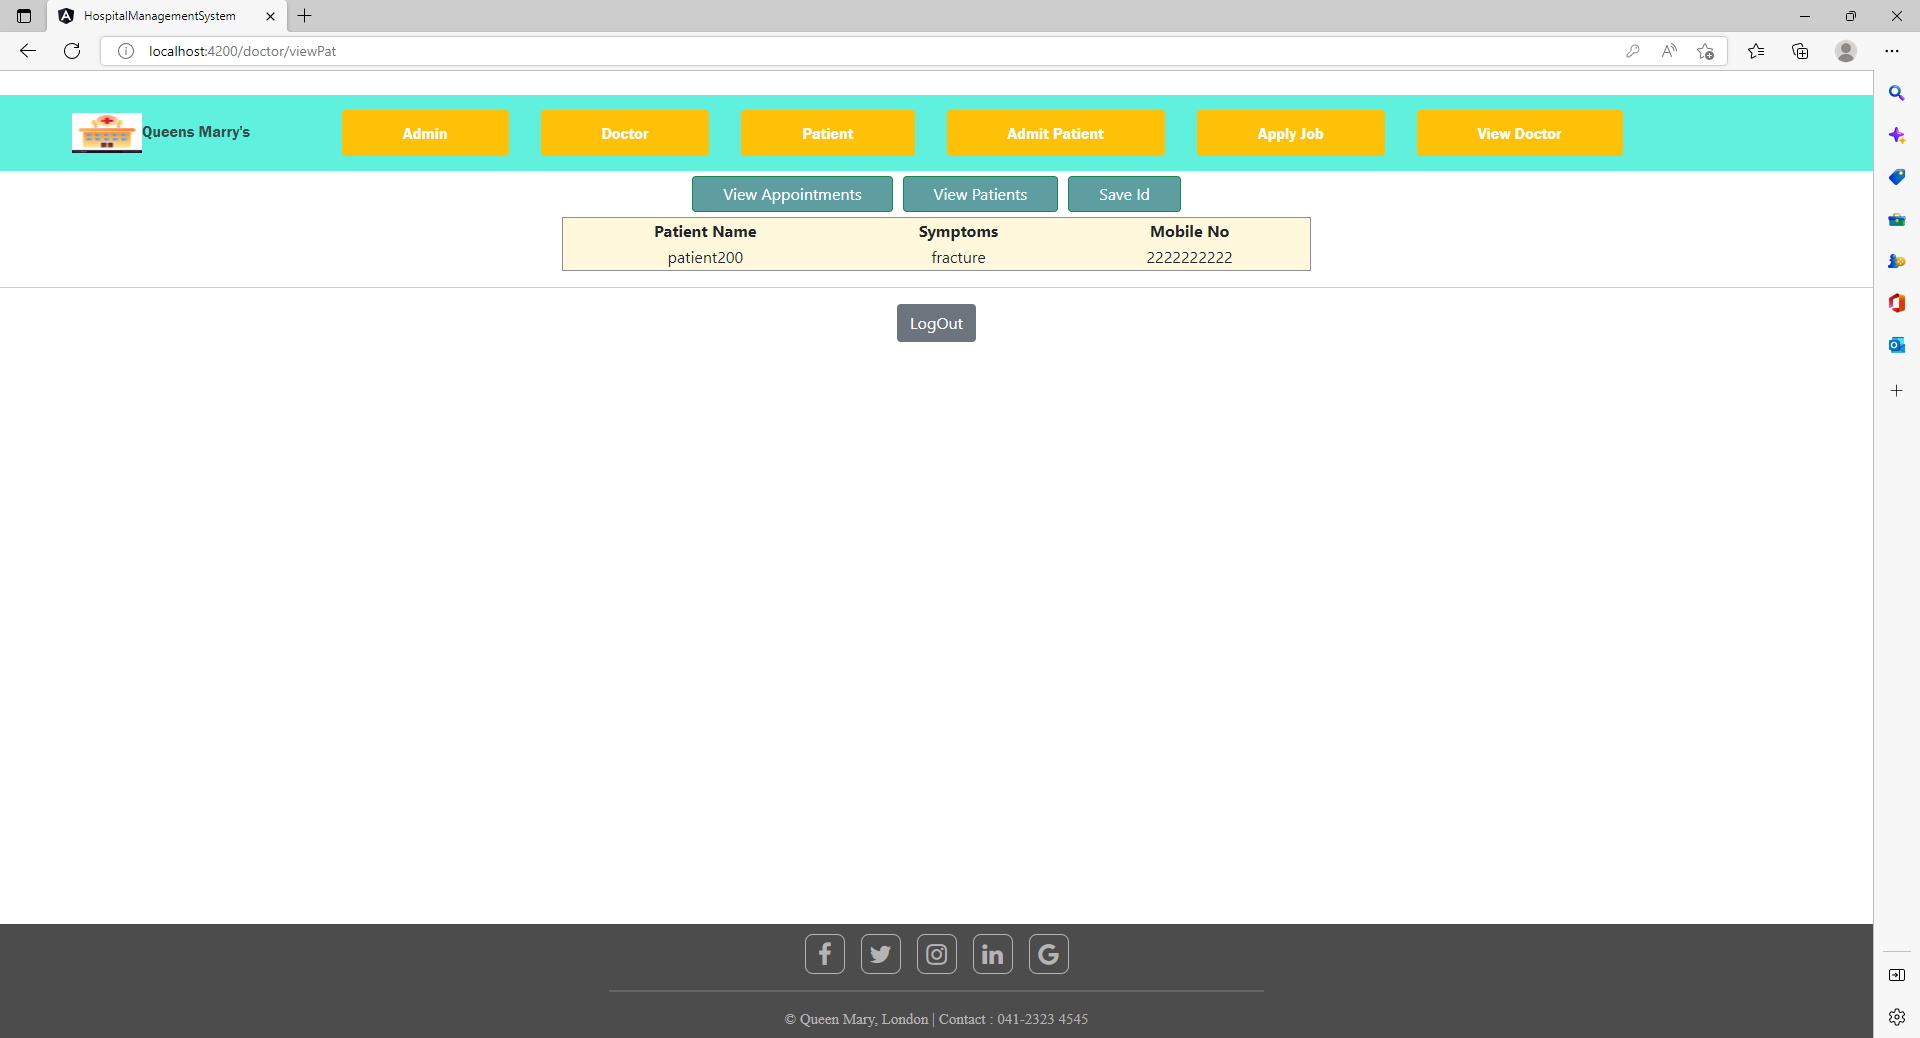 HospitalManagementSystem
localhost:4200/doctor/viewPat
Queens Marry's Admin Doctor Patient Admit Patient Apply Job View Doctor
View Appointments View Patients Save Id
Patient Name Symptoms Mobile No
patient200 fracture 2222222222
LogOut
© Queen Mary, London | Contact : 041-2323 4545